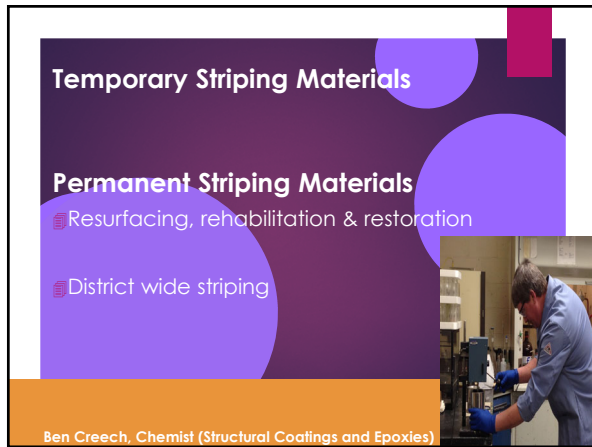 Temporary Striping Materials
Permanent Striping Materials
Resurfacing, rehabilitation & restoration
District wide striping
Ben Creech, Chemist (Structural Coatings and Epoxies)